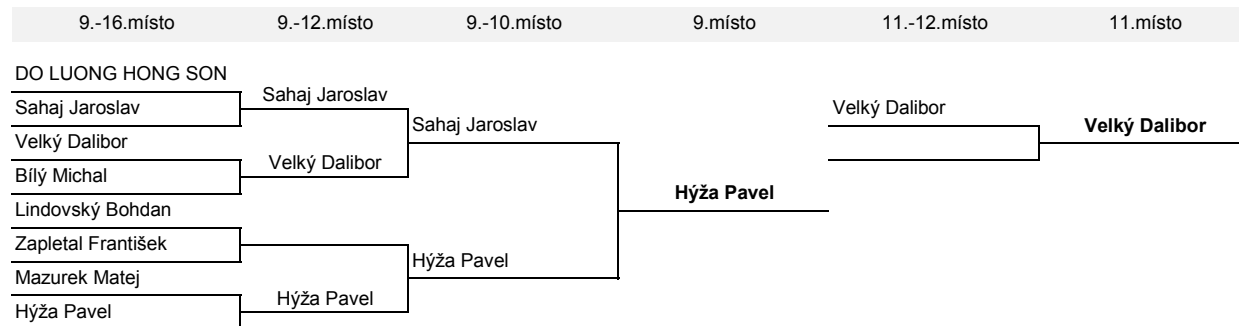 9.-16.místo 9.-12.místo 9.-10.místo 9.místo 11.-12.místo 11.místo
DO LUONG HONG SON
Sahaj Jaroslav
Sahaj Jaroslav
Velký Dalibor
Sahaj Jaroslav
Velký Dalibor
Velký Dalibor
Velký Dalibor
Bílý Michal
Hýža Pavel
Lindovský Bohdan
Zapletal František
Hýža Pavel
Mazurek Matej
Hýža Pavel
Hýža Pavel